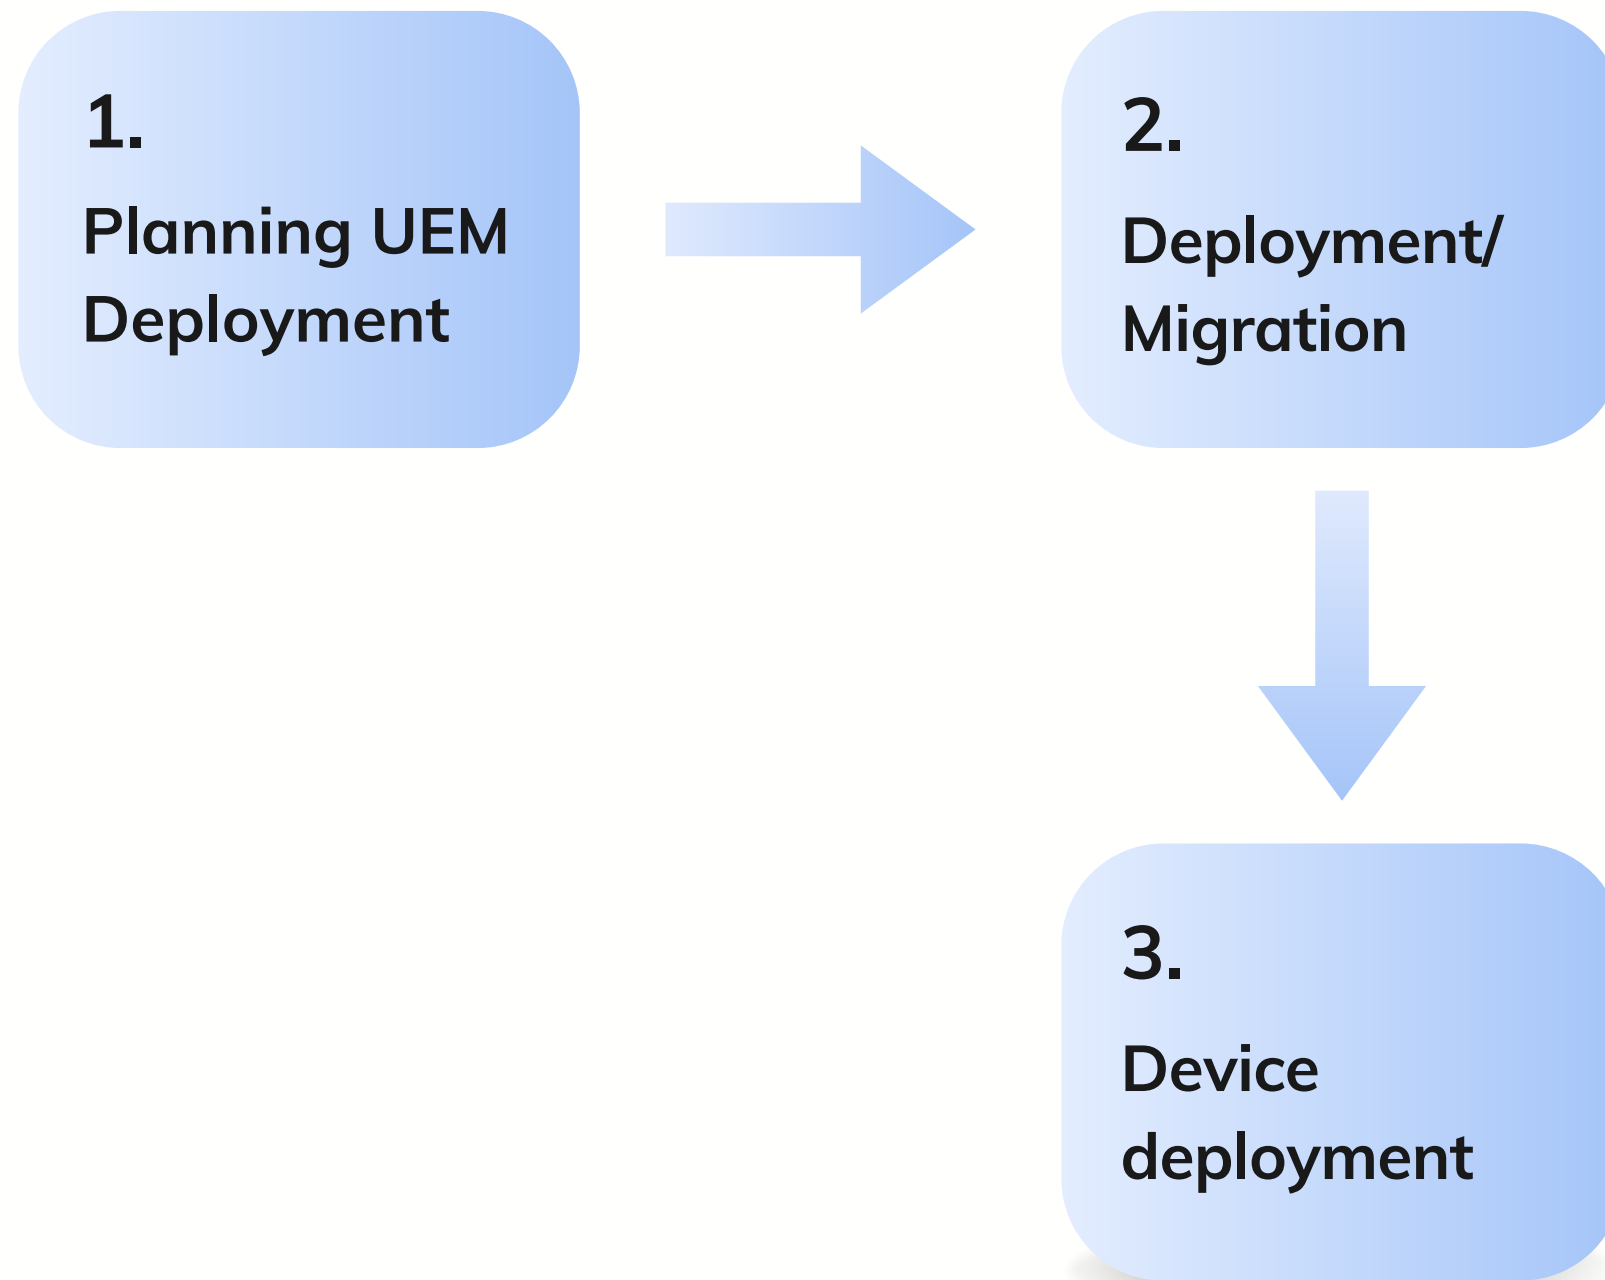 1.
Planning UEM
Deployment
2.
Deployment/
Migration
3.
Device
deployment